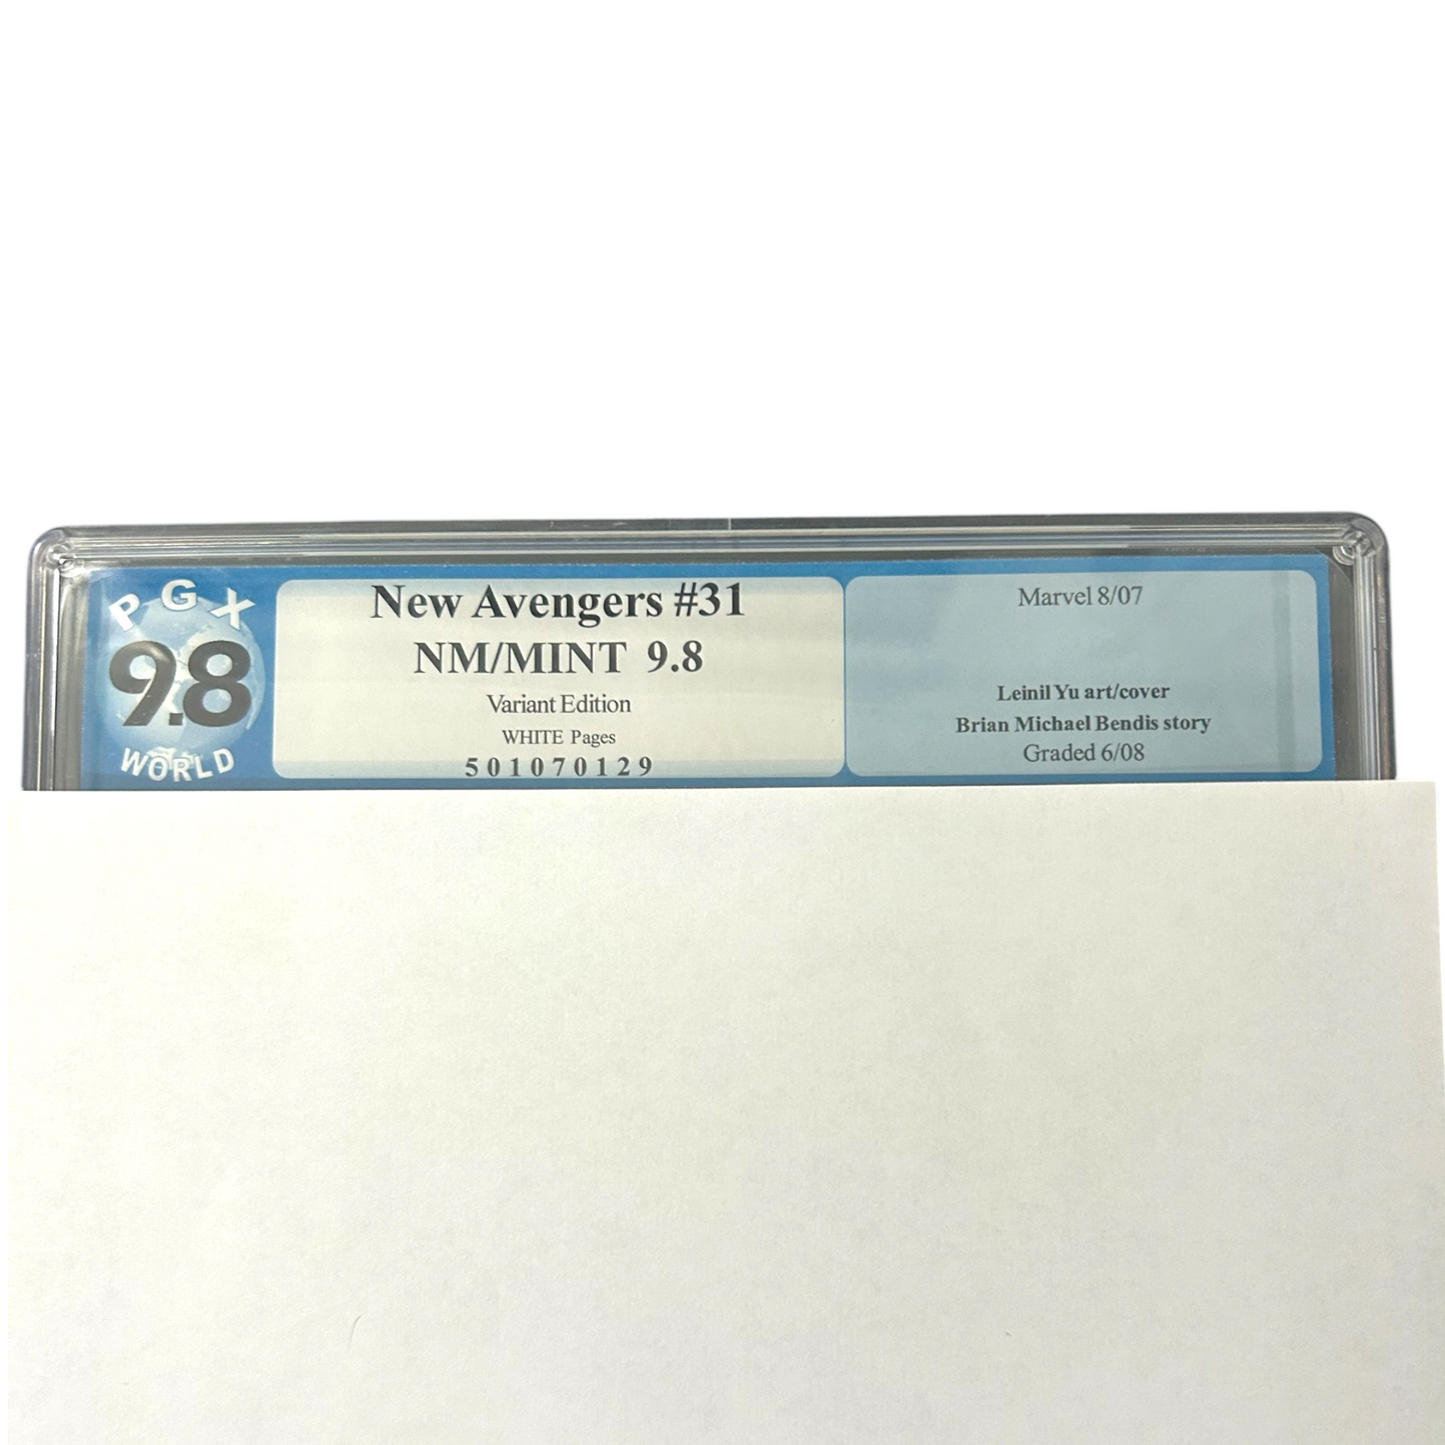 PGX
9.8
WORLD
New Avengers #31
NM/MINT 9.8
Variant Edition
WHITE Pages
501070129
Marvel 8/07
Leinil Yu art/cover
Brian Michael Bendis story
Graded 6/08